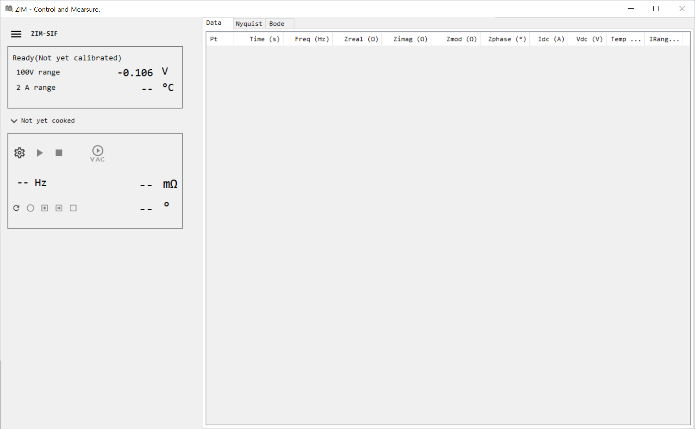 ZIM - Control and Mearsure.
ZIM-SIF
Ready(Not yet calibrated)
100V range -0.106 V
2 A range -- °C
Not yet cooked
VAC
-- Hz -- mΩ
-- °
Data Nyquist Bode
Pt Time (s) Freq (Hz) Zreal (Ω) Zimag (Ω) Zmod (Ω) Zphase (°) Idc (A) Vdc (V) Temp ... IRang...